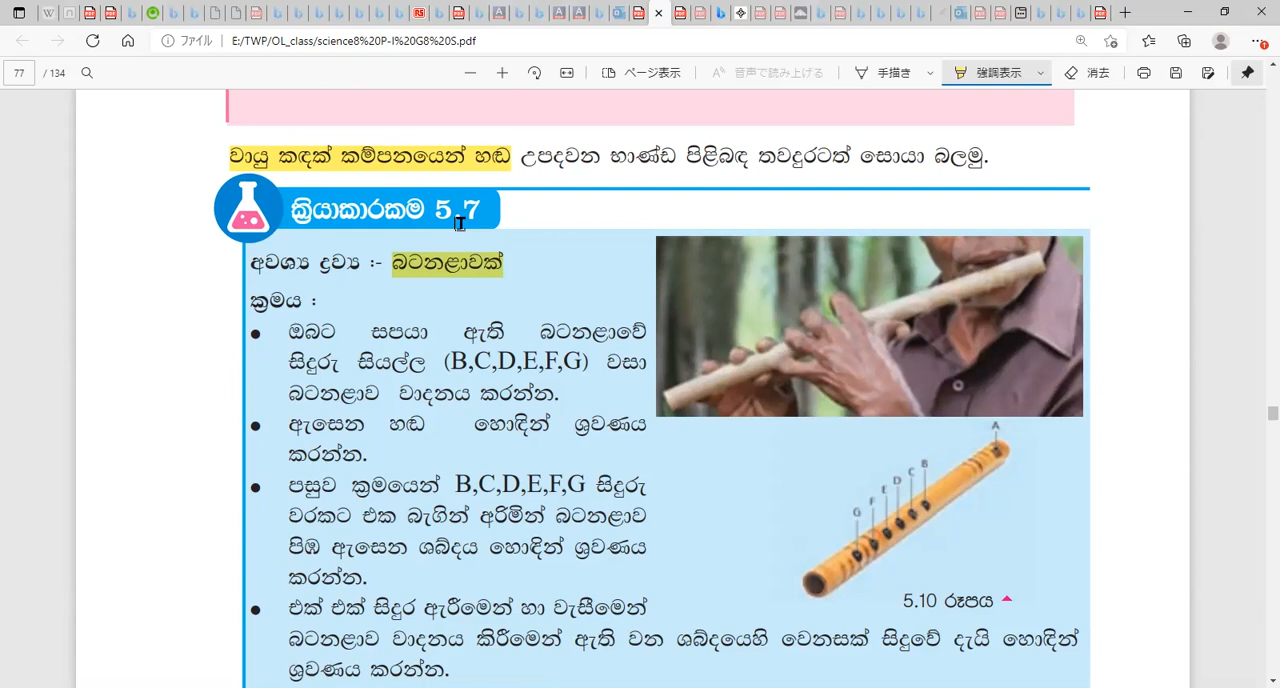 ファイル
E:/TWP/OL_class/science8%20P-I%20G8%20S.pdf
77 / 134
ページ表示
音声で読み上げる
手描き
強調表示
消去
වායු කඳක් කම්පනයෙන් හඬ උපදවන භාණ්ඩ පිළිබඳ තවදුරටත් සොයා බලමු.
ක්‍රියාකාරකම 5.7
අවශ්‍ය ද්‍රව්‍ය :- බටනළාවක්
ක්‍රමය :
● ඔබට සපයා ඇති බටනළාවේ
සිදුරු සියල්ල (B,C,D,E,F,G) වසා
බටනළාව වාදනය කරන්න.
● ඇසෙන හඬ හොඳින් ශ්‍රවණය
කරන්න.
● පසුව ක්‍රමයෙන් B,C,D,E,F,G සිදුරු
වරකට එක බැගින් අරිමින් බටනළාව
පිඹ ඇසෙන ශබ්දය හොඳින් ශ්‍රවණය
කරන්න.
● එක් එක් සිදුර ඇරීමෙන් හා වැසීමෙන්
බටනළාව වාදනය කිරීමෙන් ඇති වන ශබ්දයෙහි වෙනසක් සිදුවේ දැයි හොඳින්
ශ්‍රවණය කරන්න.
A
B
C
D
E
F
G
5.10 රූපය